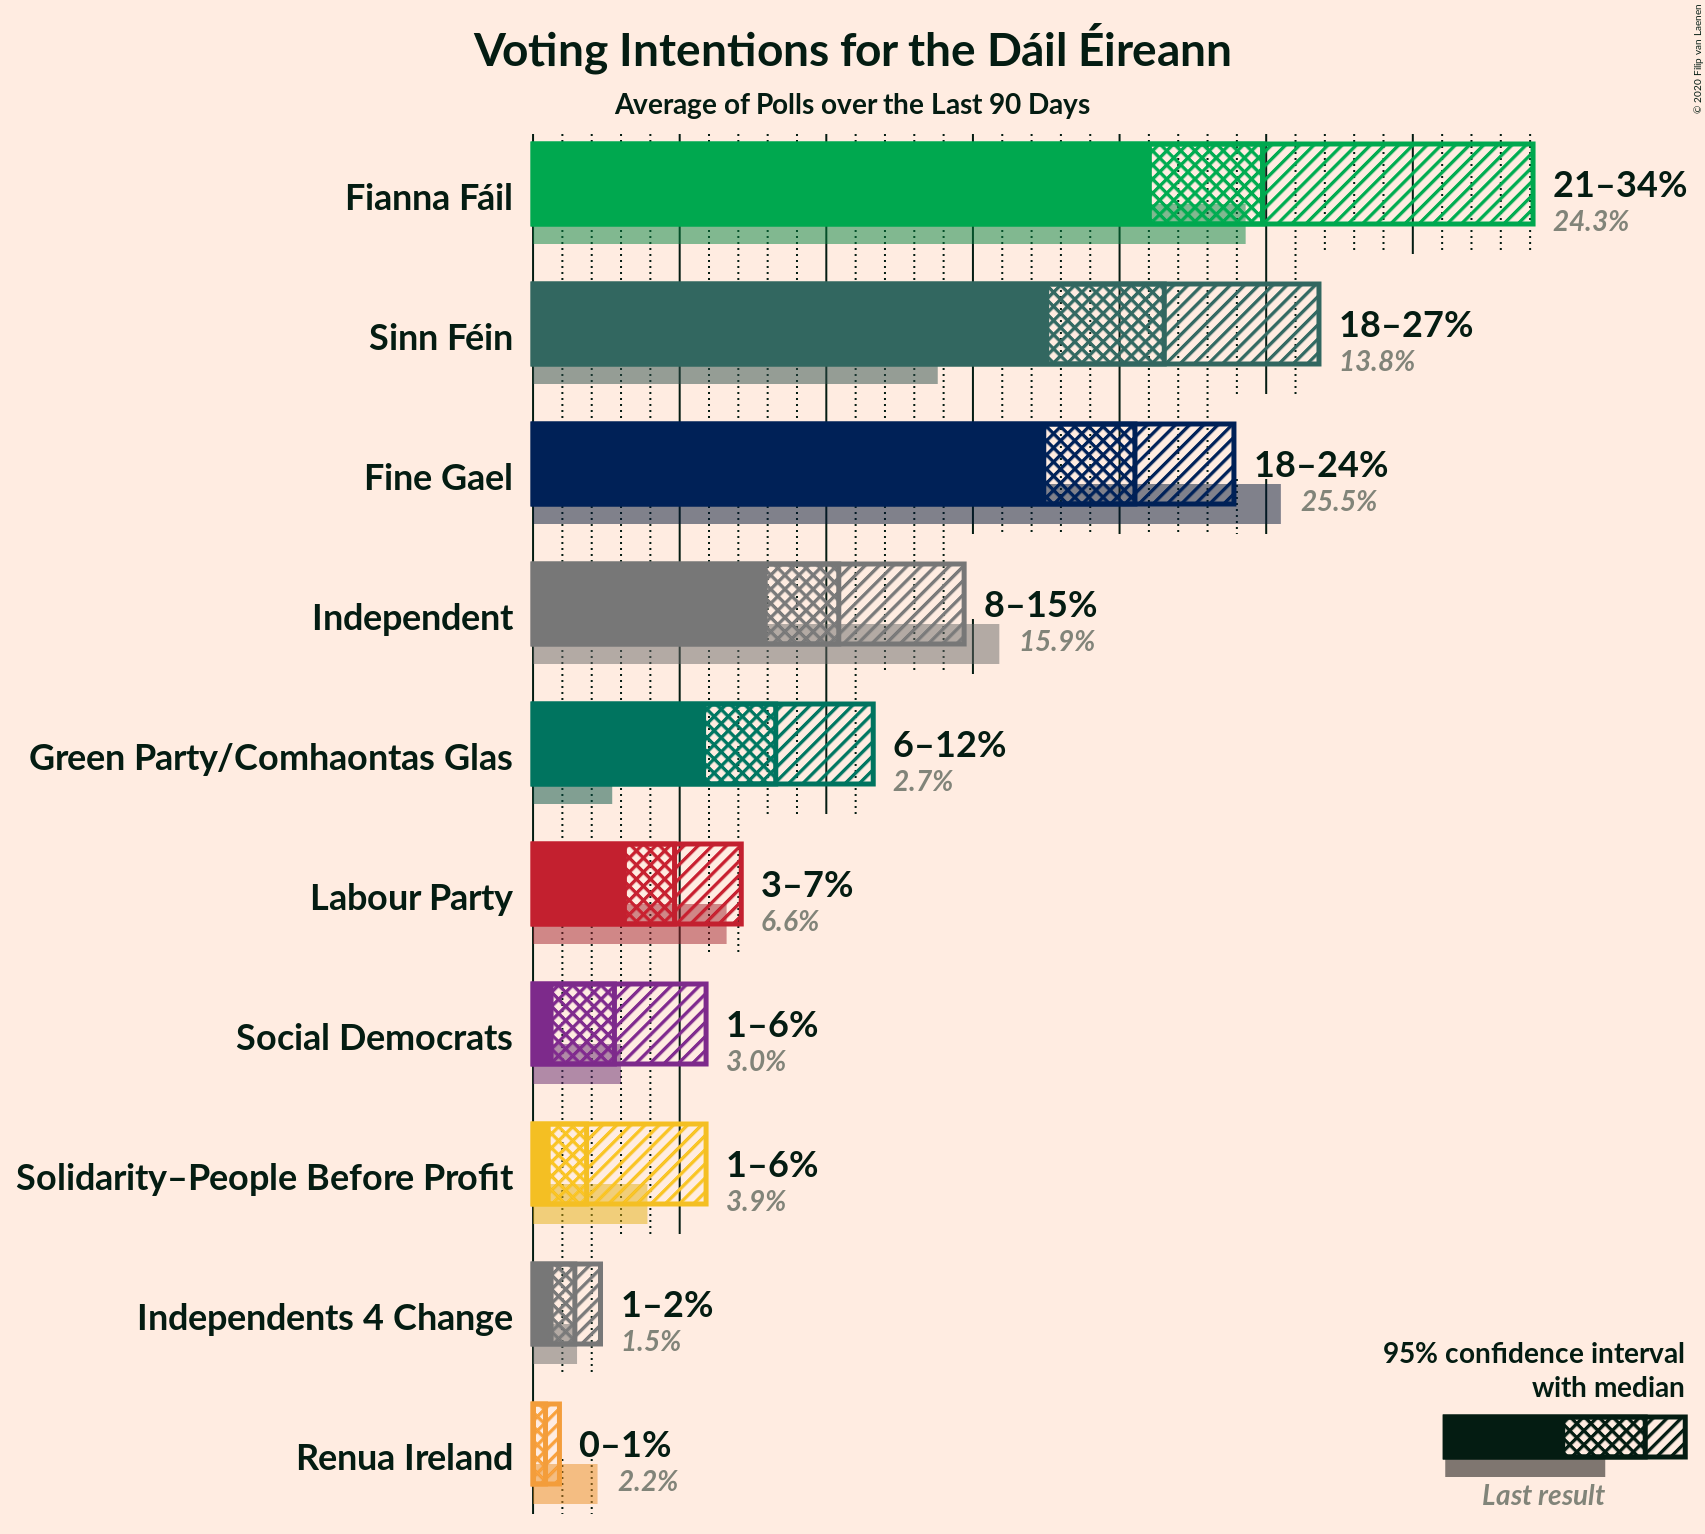 Voting Intentions for the Dáil Éireann
Average of Polls over the Last 90 Days
© 2020 Filip van Laenen
Fianna Fáil
21–34%
24.3%
Sinn Féin
18–27%
13.8%
Fine Gael
18–24%
25.5%
Independent
8–15%
15.9%
Green Party/Comhaontas Glas
6–12%
2.7%
Labour Party
3–7%
6.6%
Social Democrats
1–6%
3.0%
Solidarity–People Before Profit
1–6%
3.9%
Independents 4 Change
1–2%
1.5%
Renua Ireland
0–1%
2.2%
95% confidence interval
with median
Last result